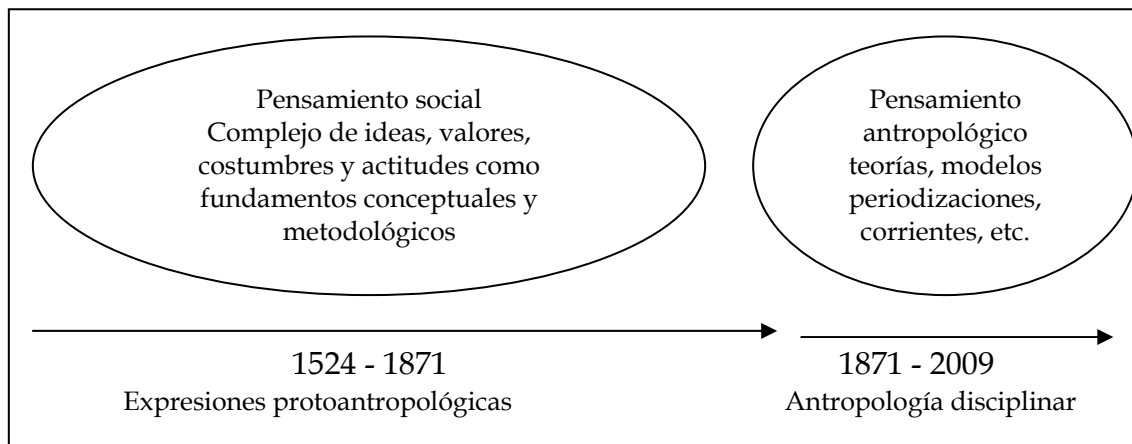 Pensamiento social
Complejo de ideas, valores,
costumbres y actitudes como
fundamentos conceptuales y
metodológicos
Pensamiento
antropológico
teorías, modelos
periodizaciones,
corrientes, etc.
1524 - 1871
Expresiones protoantropológicas
1871 - 2009
Antropología disciplinar